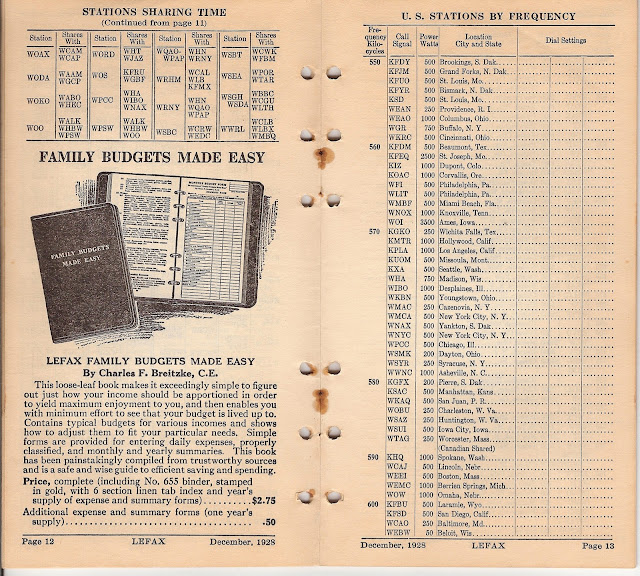 STATIONS SHARING TIME
(Continued from page 11)
Station Shares With Station Shares With Station Shares With Station Shares With
WOAX WCAM WCAP WORD WHT WJAZ WQAO-WPAP WHN WRNY WSBT WCWK WFBM
WODA WAAM WGCP WOS KFRU WGBF WRHM WCAL WLB KFMX WSEA WPOR WTAR
WOKO WABO WHEC WPCC WHA WIBO WNAX WRNY WHN WQAO WPAP WSGH WSDA WBBC WCGU WLTH
WOO WALK WHBW WPSW WPSW WALK WHBW WOO WSBC WCRW WEDC WWRL WCLB WLBX WMBQ
FAMILY BUDGETS MADE EASY
FAMILY BUDGETS
MADE EASY
LEFAX FAMILY BUDGETS MADE EASY
By Charles F. Breitzke, C.E.
This loose-leaf book makes it exceedingly simple to figure
out just how your income should be apportioned in order
to yield maximum enjoyment to you, and then enables you
with minimum effort to see that your budget is lived up to.
Contains typical budgets for various incomes and shows
how to adjust them to fit your particular needs. Simple
forms are provided for entering daily expenses, properly
classified, and monthly and yearly summaries. This book
has been painstakingly compiled from trustworthy sources
and is a safe and wise guide to efficient saving and spending.
Price, complete (including No. 655 binder, stamped
in gold, with 6 section linen tab index and year's
supply of expense and summary forms)..........$2.75
Additional expense and summary forms (one year's
supply)........................................ .50
Page 12 LEFAX December, 1928
U. S. STATIONS BY FREQUENCY
Frequency Kilocycles Call Signal Power Watts Location City and State Dial Settings
550 KFDY 500 Brookings, S. Dak.
KFJM 500 Grand Forks, N. Dak.
KFUO 500 St. Louis, Mo.
KFYR 500 Bismark, N. Dak.
KSD 500 St. Louis, Mo.
WEAN 250 Providence, R. I
WEAO 1000 Columbus, Ohio
WGR 750 Buffalo, N. Y
WKRC 500 Cincinnati, Ohio
560 KFDM 500 Beaumont, Tex.
KFEQ 2500 St. Joseph, Mo.
KLZ 1000 Dupont, Colo.
KOAC 1000 Corvallis, Ore.
WFI 500 Philadelphia, Pa.
WLIT 500 Philadelphia, Pa.
WMBF 500 Miami Beach, Fla.
WNOX 1000 Knoxville, Tenn.
WOI 3500 Ames, Iowa
570 KGKO 250 Wichita Falls, Tex.
KMTR 1000 Hollywood, Calif.
KPLA 1000 Los Angeles, Calif.
KUOM 500 Missoula, Mont.
KXA 500 Seattle, Wash.
WHA 750 Madison, Wis.
WIBO 1000 Desplaines, Ill.
WKBN 500 Youngstown, Ohio
WMAC 250 Cazenovia, N. Y.
WMCA 500 New York City, N. Y.
WNAX 500 Yankton, S. Dak.
WNYC 500 New York City, N. Y.
WPCC 500 Chicago, Ill.
WSMK 200 Dayton, Ohio
WSYR 250 Syracuse, N. Y.
WWNC 1000 Asheville, N. C.
580 KGFX 200 Pierre, S. Dak
KSAC 500 Manhattan, Kans.
WKAQ 500 San Juan, P. R.
WOBU 250 Charleston, W. Va.
WSAZ 250 Huntington, W. Va.
WSUI 500 Iowa City, Iowa
WTAG 250 Worcester, Mass.
(Canadian Shared)
590 KHQ 1000 Spokane, Wash.
WCAJ 500 Lincoln, Nebr.
WEEI 500 Boston, Mass.
WEMC 1000 Berrien Springs, Mich.
WOW 1000 Omaha, Nebr.
600 KFBU 500 Laramie, Wyo.
KFSD 500 San Diego, Calif.
WCAO 250 Baltimore, Md.
WEBW 50 Beloit, Wis.
December, 1928 LEFAX Page 13